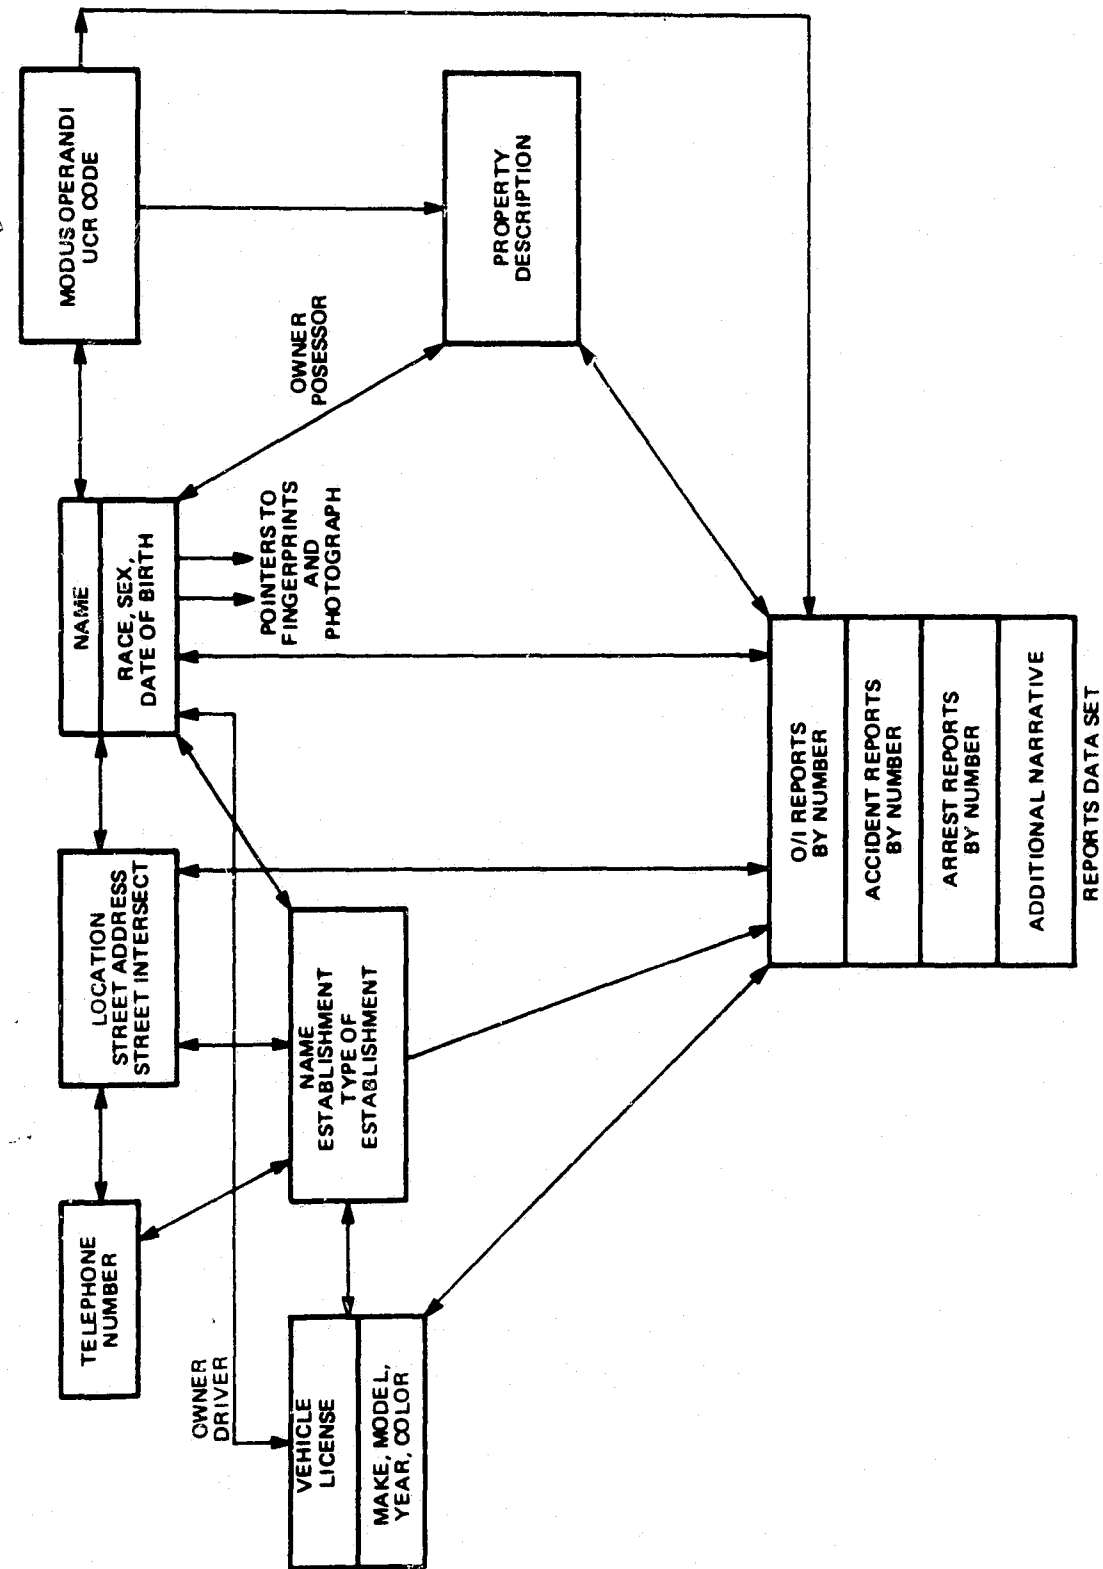 TELEPHONE
NUMBER
LOCATION
STREET ADDRESS
STREET INTERSECT
NAME
RACE, SEX,
DATE OF BIRTH
MODUS OPERANDI
UCR CODE
OWNER
DRIVER
POINTERS TO
FINGERPRINTS
AND
PHOTOGRAPH
OWNER
POSESSOR
VEHICLE
LICENSE
MAKE, MODEL,
YEAR, COLOR
NAME
ESTABLISHMENT
TYPE OF
ESTABLISHMENT
PROPERTY
DESCRIPTION
O/I REPORTS
BY NUMBER
ACCIDENT REPORTS
BY NUMBER
ARREST REPORTS
BY NUMBER
ADDITIONAL NARRATIVE
REPORTS DATA SET